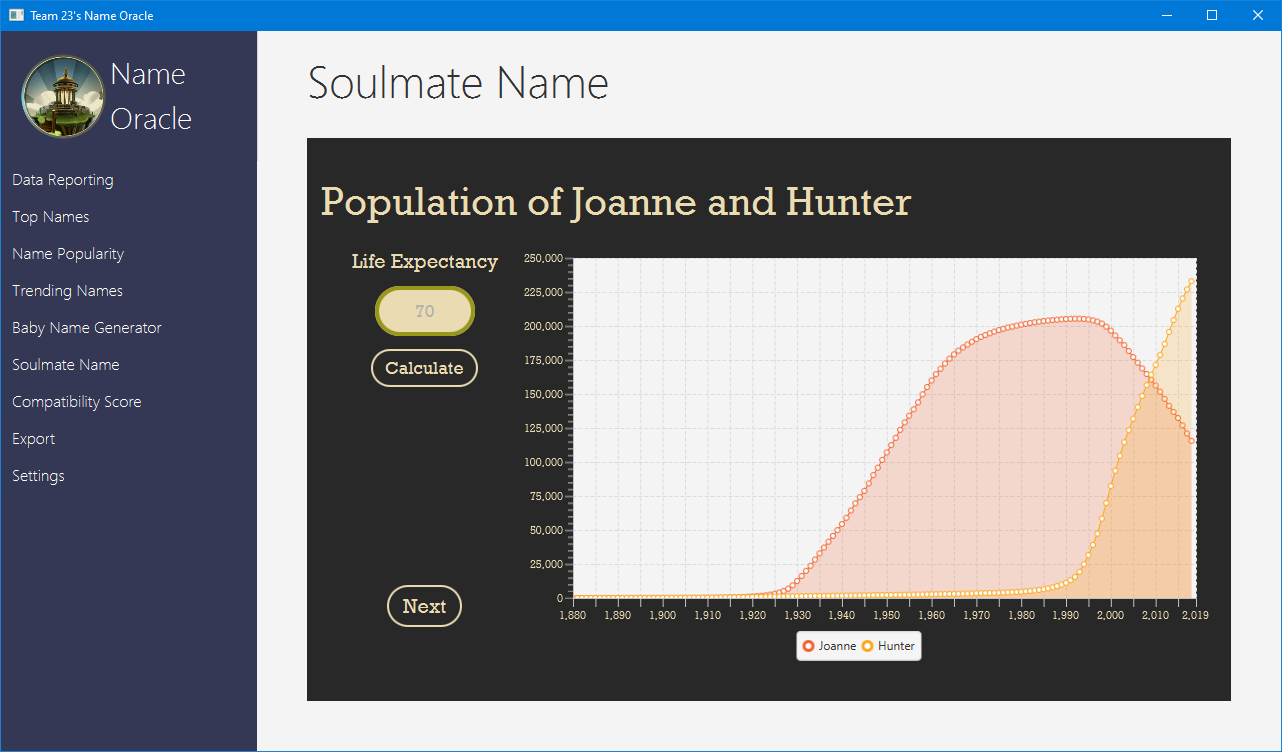 Team 23's Name Oracle
Name
Oracle
Data Reporting
Top Names
Name Popularity
Trending Names
Baby Name Generator
Soulmate Name
Compatibility Score
Export
Settings
Soulmate Name
Population of Joanne and Hunter
Life Expectancy
70
Calculate
Next
250,000
225,000
200,000
175,000
150,000
125,000
100,000
75,000
50,000
25,000
0
1,880 1,890 1,900 1,910 1,920 1,930 1,940 1,950 1,960 1,970 1,980 1,990 2,000 2,010 2,019
Joanne Hunter